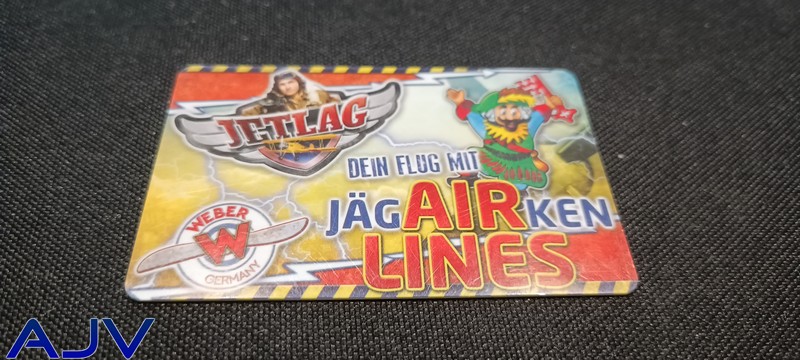 JETLAG
DEIN FLUG MIT
JÄGAIRKEN-
LINES
WEBER
W
GERMANY
AJV